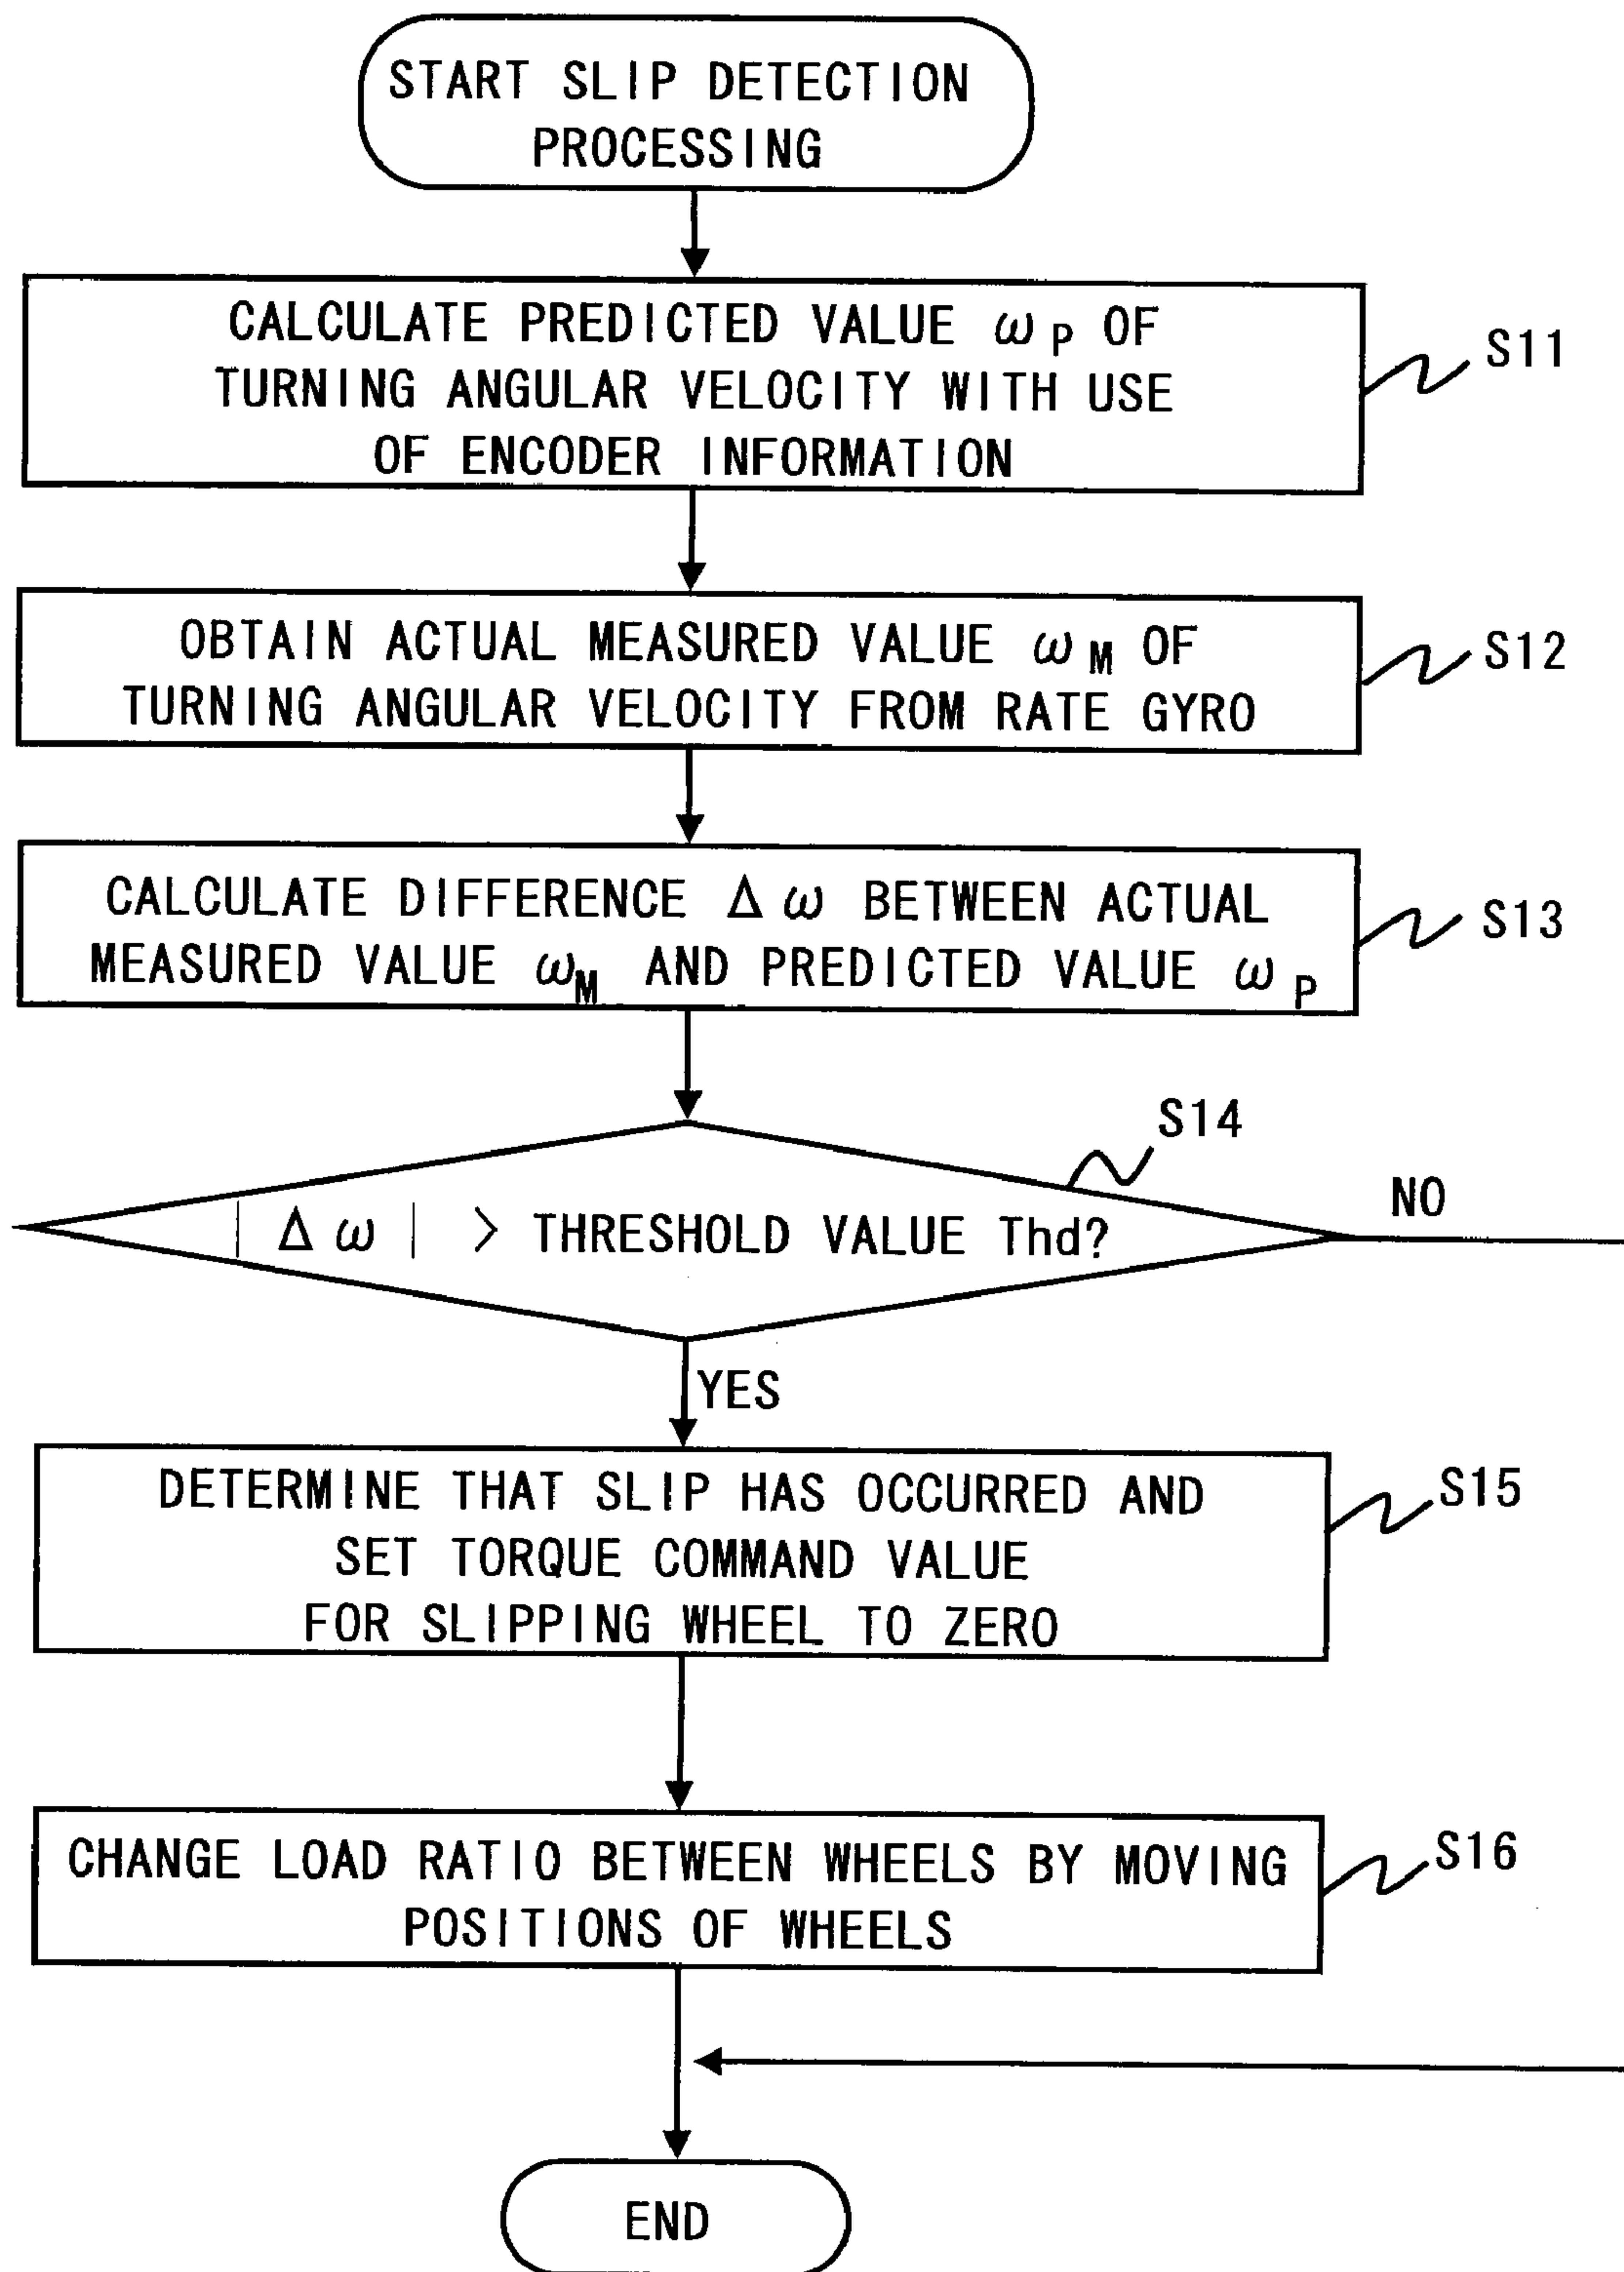 START SLIP DETECTION
PROCESSING
CALCULATE PREDICTED VALUE ωP OF
TURNING ANGULAR VELOCITY WITH USE
OF ENCODER INFORMATION
S11
OBTAIN ACTUAL MEASURED VALUE ωM OF
TURNING ANGULAR VELOCITY FROM RATE GYRO
S12
CALCULATE DIFFERENCE Δω BETWEEN ACTUAL
MEASURED VALUE ωM AND PREDICTED VALUE ωP
S13
S14
|Δω| > THRESHOLD VALUE Thd?
NO
YES
DETERMINE THAT SLIP HAS OCCURRED AND
SET TORQUE COMMAND VALUE
FOR SLIPPING WHEEL TO ZERO
S15
CHANGE LOAD RATIO BETWEEN WHEELS BY MOVING
POSITIONS OF WHEELS
S16
END